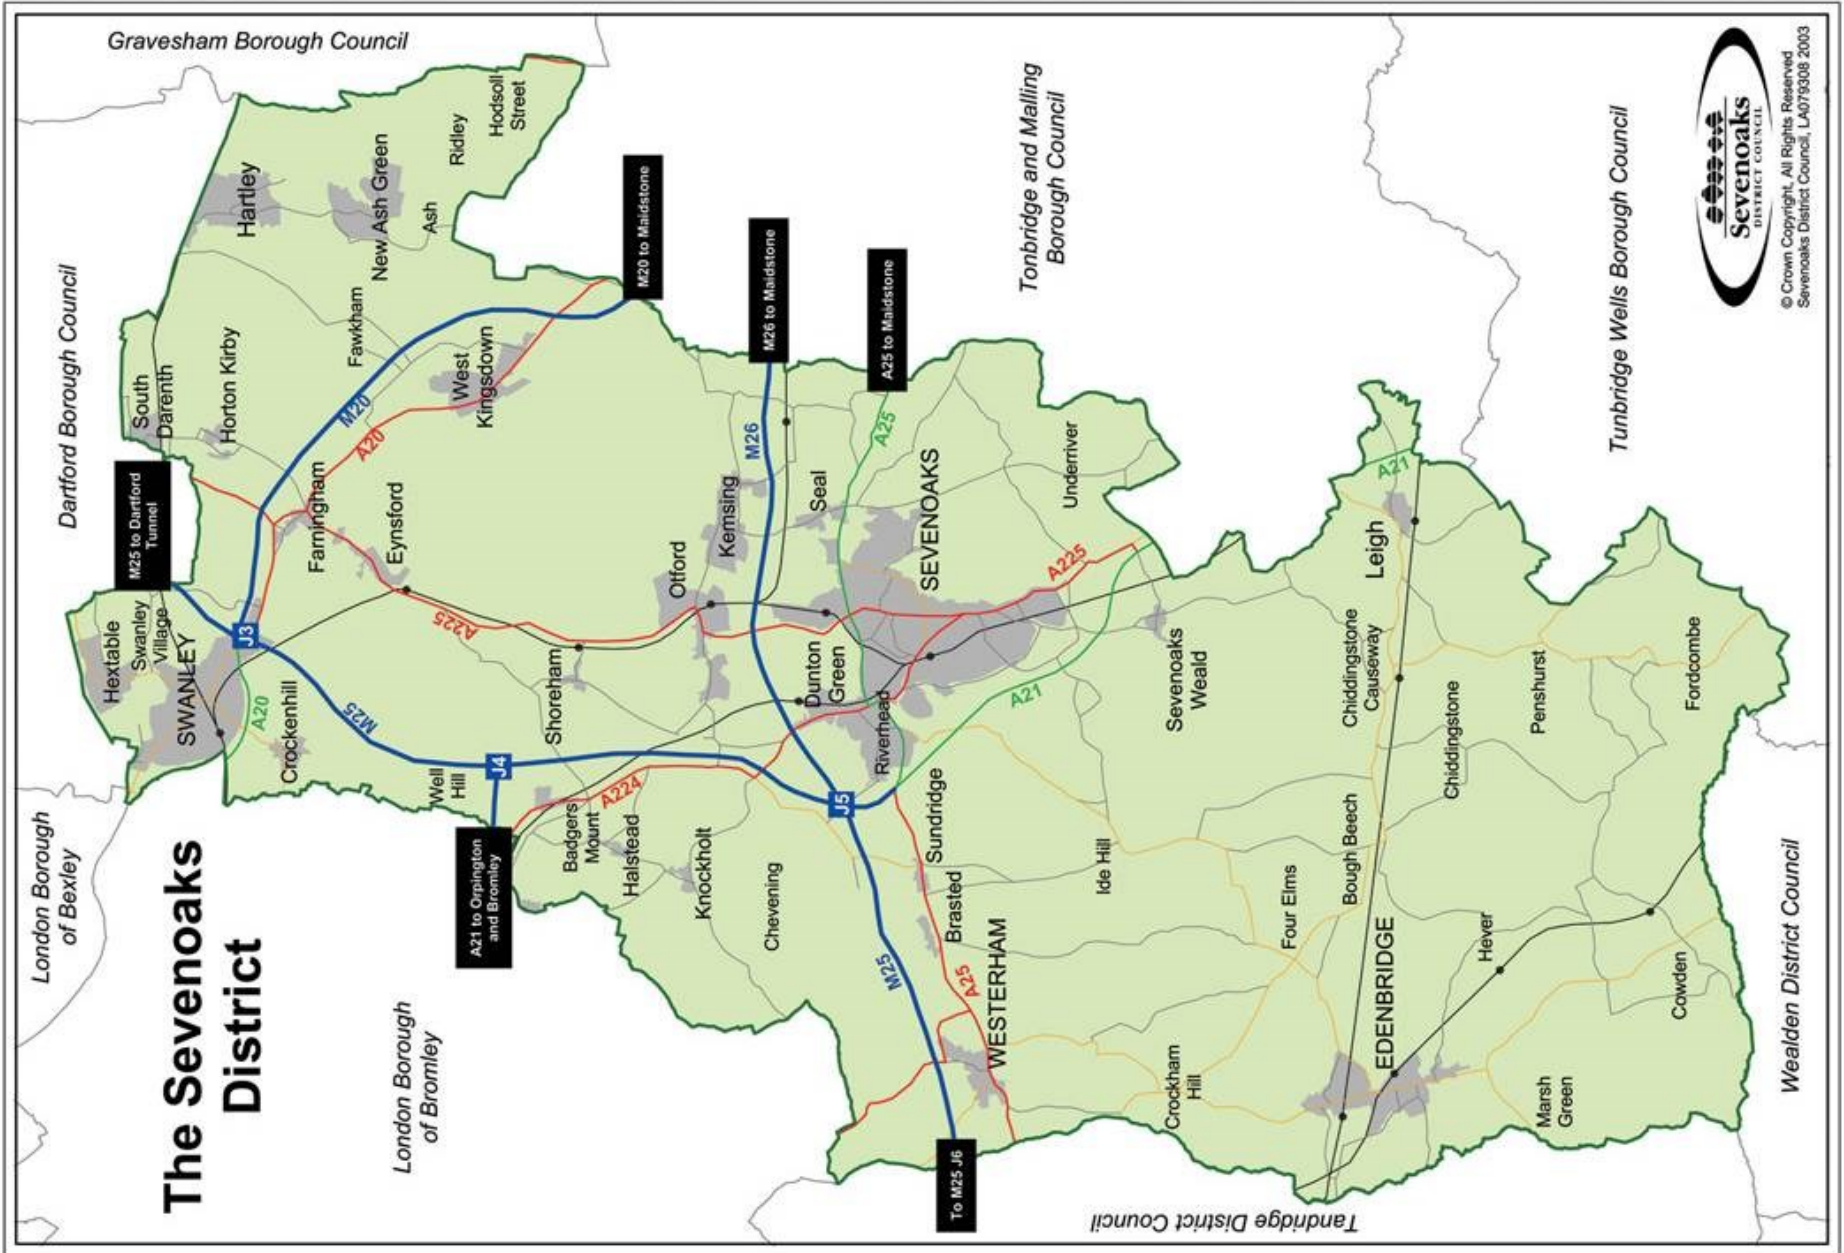 The Sevenoaks
District
London Borough
of Bexley
Dartford Borough Council
Gravesham Borough Council
London Borough
of Bromley
Tonbridge and Malling
Borough Council
Tunbridge Wells Borough Council
Wealden District Council
Tandridge District Council
M25 to Dartford
Tunnel
A21 to Orpington
and Bromley
M20 to Maidstone
M26 to Maidstone
A25 to Maidstone
To M25 J6
Hextable
Swanley
Village
SWANLEY
J3
A20
Crockenhill
M25
South
Darenth
Horton Kirby
Hartley
Fawkham
New Ash Green
Ash
Ridley
Hodsoll
Street
M20
A20
Farningham
Eynsford
West
Kingsdown
A225
Well
Hill
J4
Shoreham
Badgers
Mount
A224
Halstead
Knockholt
Chevening
Otford
Kemsing
M26
Seal
A25
Dunton
Green
Riverhead
SEVENOAKS
J5
Sundridge
Brasted
M25
A25
WESTERHAM
A21
A225
Underriver
Sevenoaks
Weald
Ide Hill
Crockham
Hill
Four Elms
Bough Beech
Chiddingstone
Causeway
Leigh
A21
EDENBRIDGE
Chiddingstone
Hever
Penshurst
Marsh
Green
Cowden
Fordcombe
Sevenoaks
DISTRICT COUNCIL
© Crown Copyright, All Rights Reserved
Sevenoaks District Council, LA079308 2003